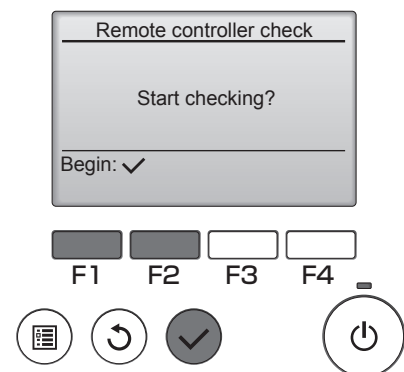 Remote controller check
Start checking?
Begin: ✓
F1 F2 F3 F4